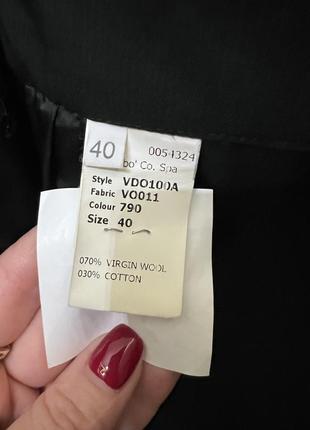 40
0054324
bo' Co. Spa
Style VDO100A
Fabric VO011
Colour 790
Size 40
070% VIRGIN WOOL
030% COTTON